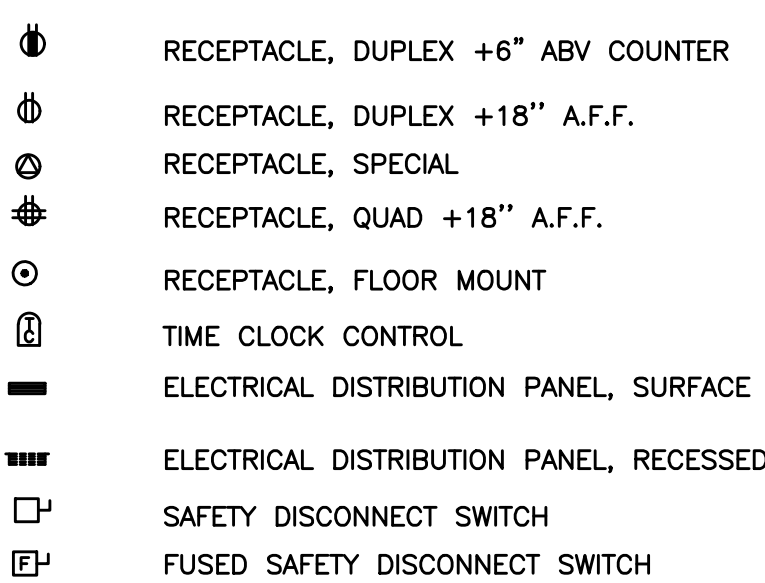 RECEPTACLE, DUPLEX +6" ABV COUNTER
RECEPTACLE, DUPLEX +18'' A.F.F.
RECEPTACLE, SPECIAL
RECEPTACLE, QUAD +18'' A.F.F.
RECEPTACLE, FLOOR MOUNT
TC TIME CLOCK CONTROL
ELECTRICAL DISTRIBUTION PANEL, SURFACE
ELECTRICAL DISTRIBUTION PANEL, RECESSED
SAFETY DISCONNECT SWITCH
F FUSED SAFETY DISCONNECT SWITCH